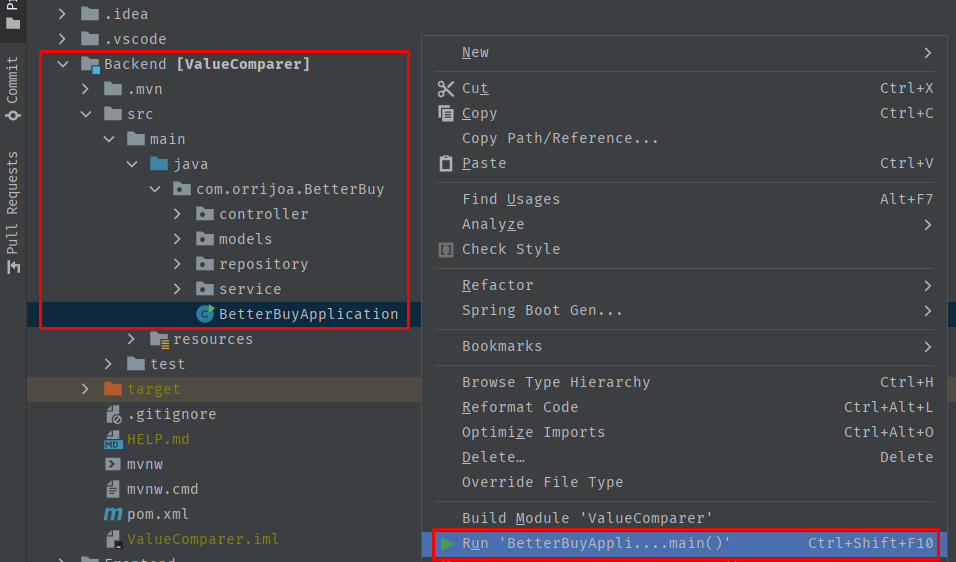 Commit
Pull Requests
.idea
.vscode
Backend [ValueComparer]
.mvn
src
main
java
com.orrijoa.BetterBuy
controller
models
repository
service
BetterBuyApplication
resources
test
target
.gitignore
HELP.md
mvnw
mvnw.cmd
pom.xml
ValueComparer.iml
New
Cut Ctrl+X
Copy Ctrl+C
Copy Path/Reference...
Paste Ctrl+V
Find Usages Alt+F7
Analyze
Check Style
Refactor
Spring Boot Gen...
Bookmarks
Browse Type Hierarchy Ctrl+H
Reformat Code Ctrl+Alt+L
Optimize Imports Ctrl+Alt+O
Delete… Delete
Override File Type
Build Module 'ValueComparer'
Run 'BetterBuyAppli....main()' Ctrl+Shift+F10